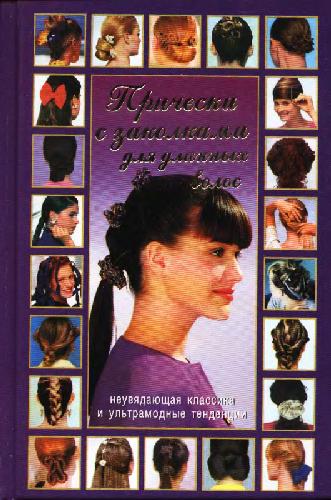 Прически
с заколками
для длинных
волос
неувядающая классика
и ультрамодные тенденции